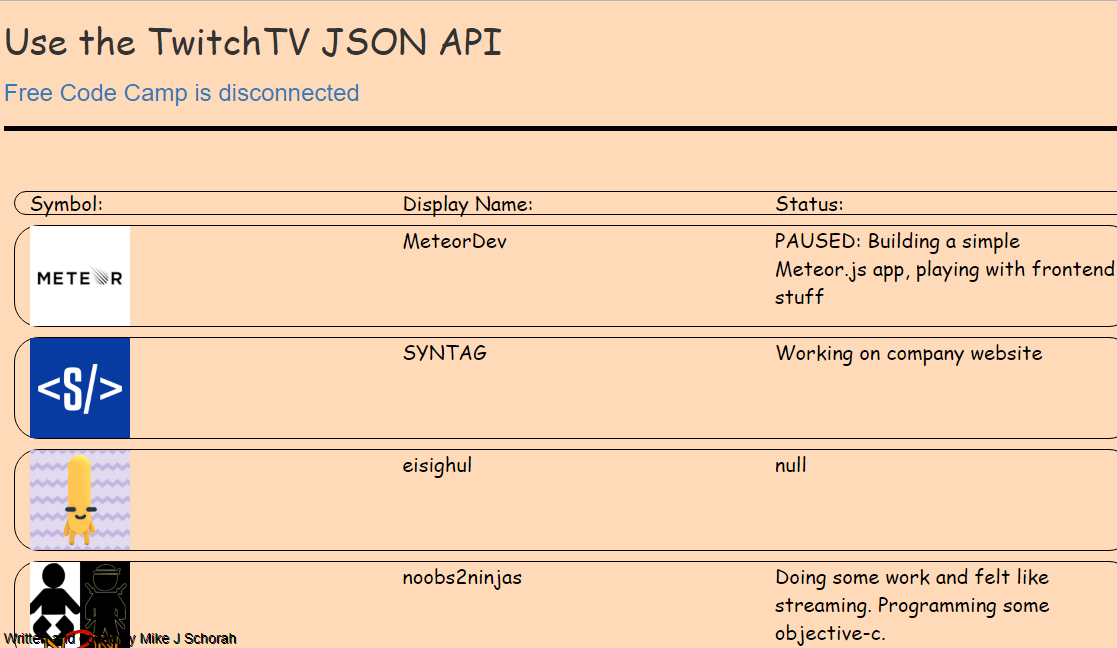 Use the TwitchTV JSON API
Free Code Camp is disconnected
Symbol: Display Name: Status:
METEOR MeteorDev PAUSED: Building a simple
Meteor.js app, playing with frontend
stuff
<S/> SYNTAG Working on company website
eisighul null
noobs2ninjas Doing some work and felt like
streaming. Programming some
objective-c.
Written and by Mike J Schorah